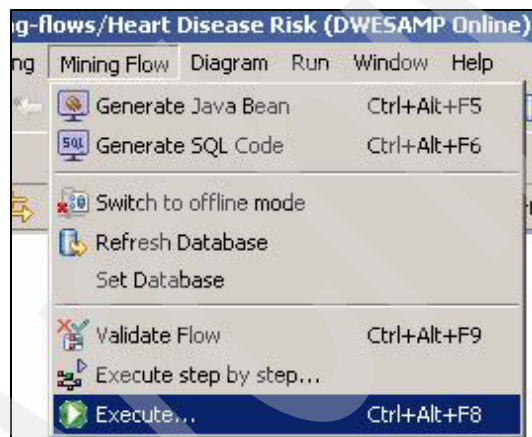 g-flows/Heart Disease Risk (DWESAMP Online)
ng Mining Flow Diagram Run Window Help
Generate Java Bean Ctrl+Alt+F5
SQL Generate SQL Code Ctrl+Alt+F6
Switch to offline mode
Refresh Database
Set Database
Validate Flow Ctrl+Alt+F9
Execute step by step...
Execute... Ctrl+Alt+F8